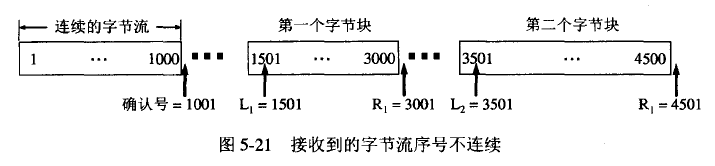 连续的字节流 第一个字节块 第二个字节块
1 … 1000 ▪▪▪ 1501 … 3000 ▪▪▪ 3501 … 4500
确认号 = 1001 L₁ = 1501 R₁ = 3001 L₂ = 3501 R₁ = 4501
图 5-21 接收到的字节流序号不连续